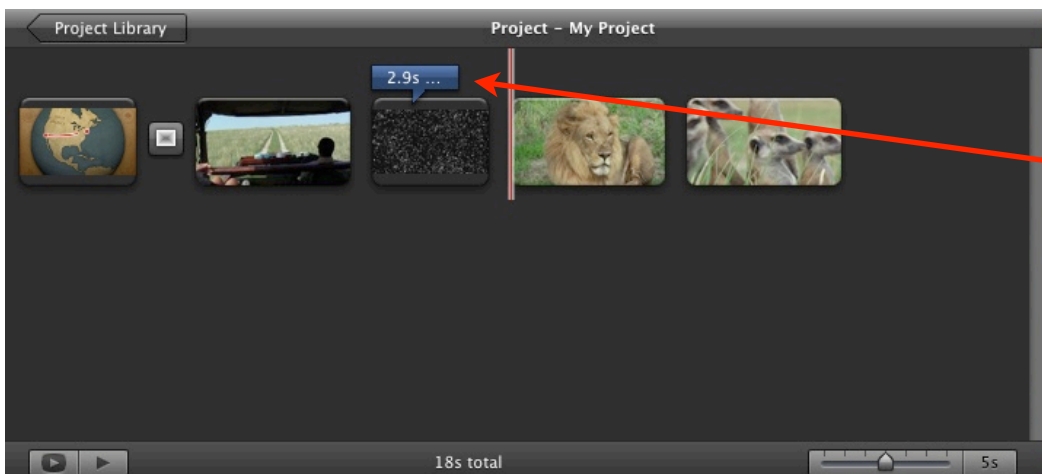 Project Library
Project – My Project
2.9s ...
18s total
5s